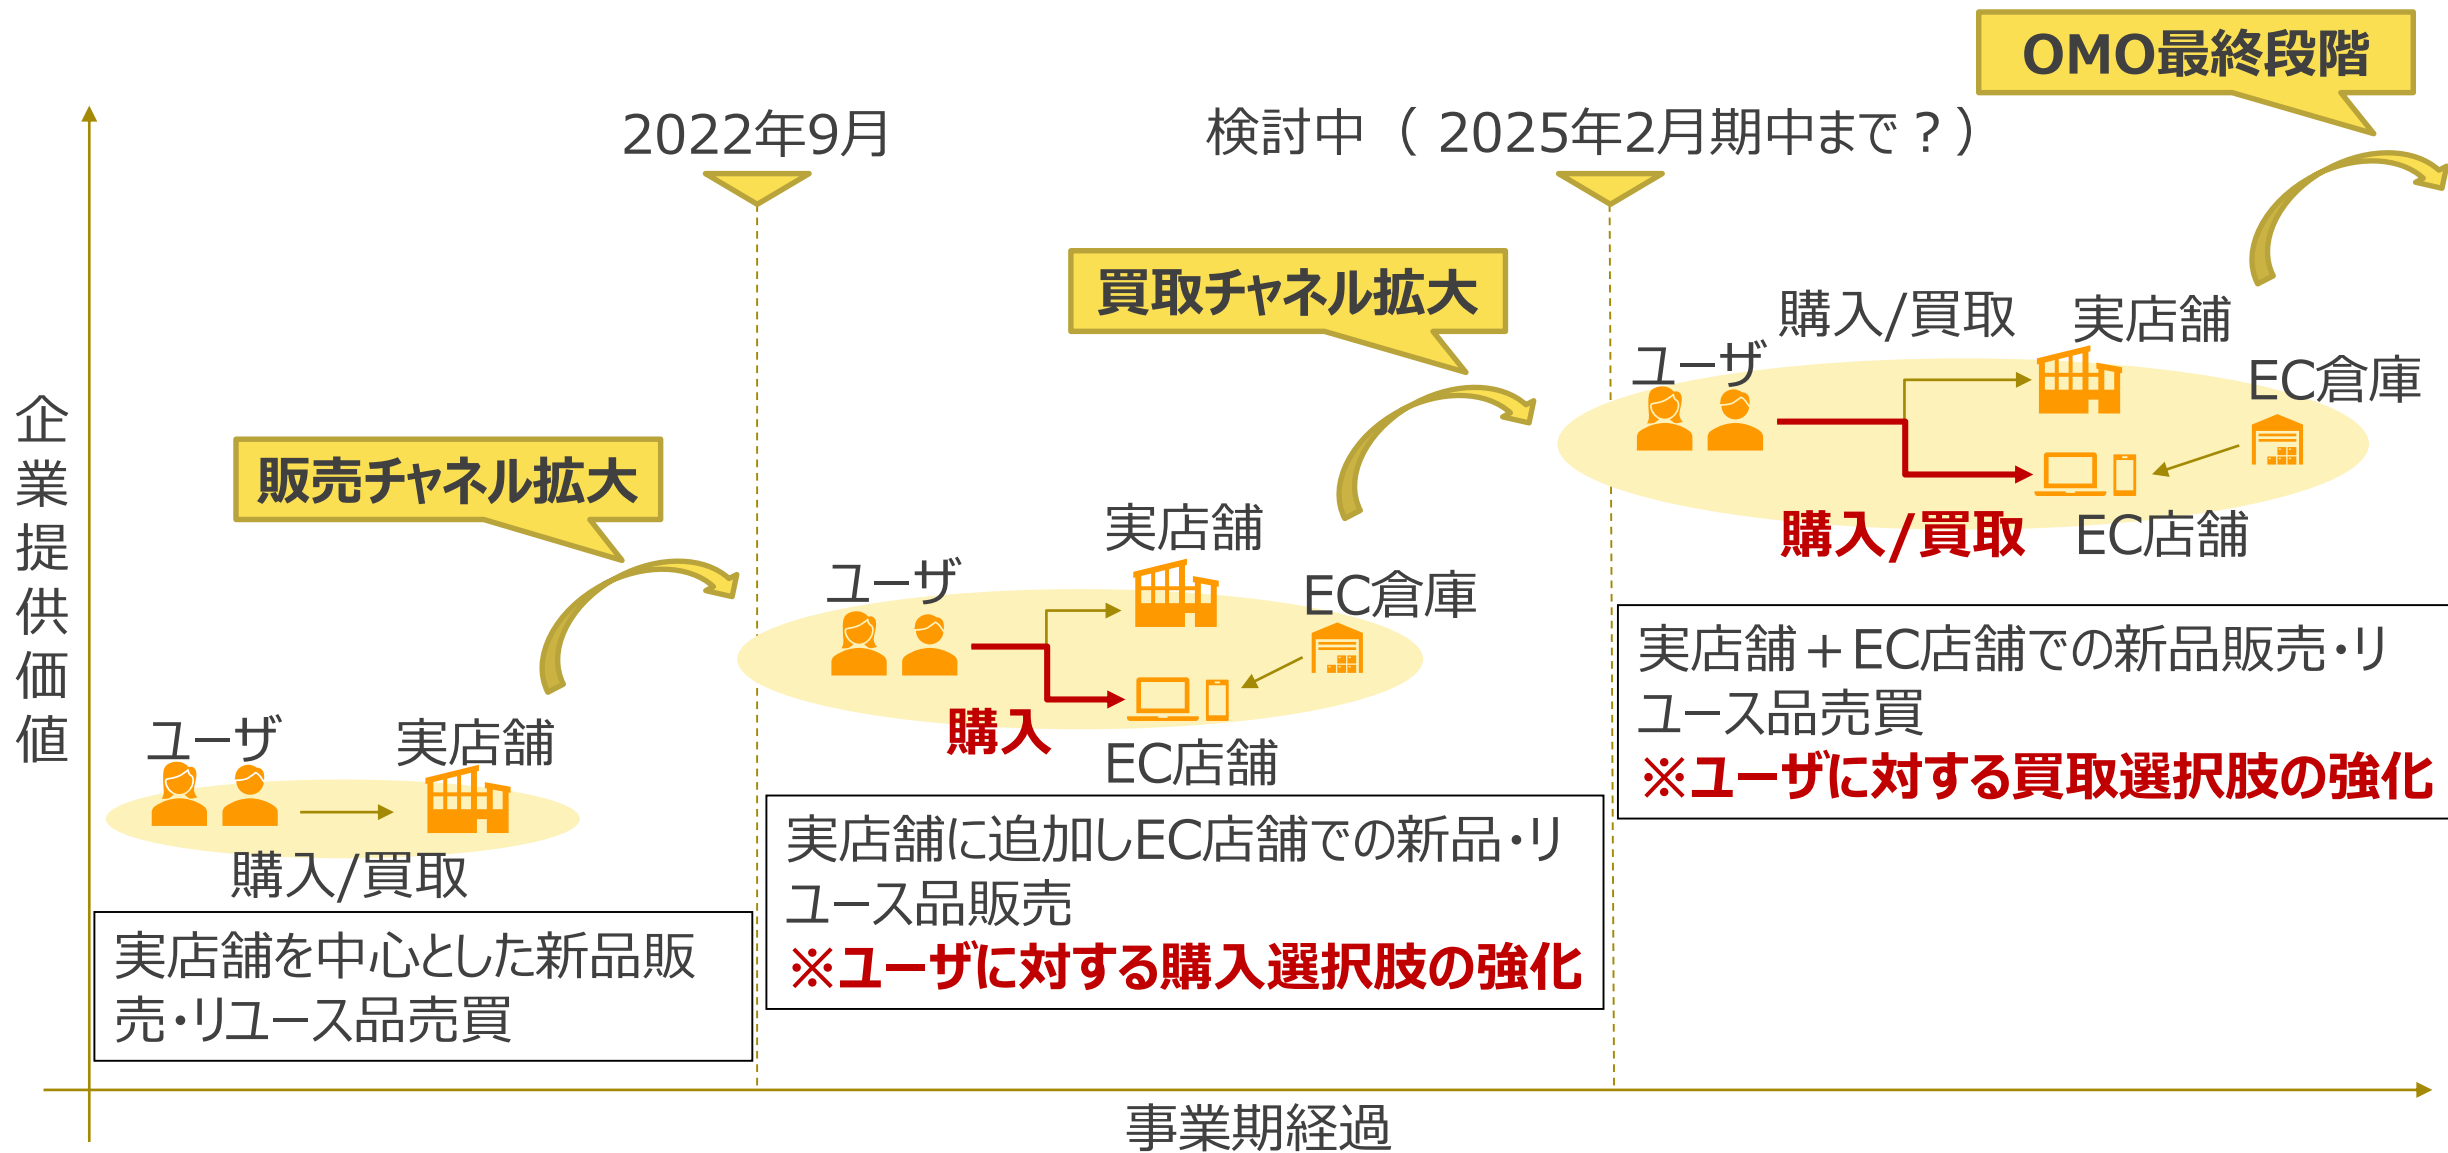 OMO最終段階
2022年9月
検討中（ 2025年2月期中まで？）
買取チャネル拡大
販売チャネル拡大
企業提供価値
ユーザ
実店舗
購入/買取
実店舗を中心とした新品販
売・リユース品売買
ユーザ
実店舗
EC倉庫
購入
EC店舗
実店舗に追加しEC店舗での新品・リ
ユース品販売
※ユーザに対する購入選択肢の強化
購入/買取
実店舗
ユーザ
EC倉庫
購入/買取
EC店舗
実店舗＋EC店舗での新品販売・リ
ユース品売買
※ユーザに対する買取選択肢の強化
事業期経過